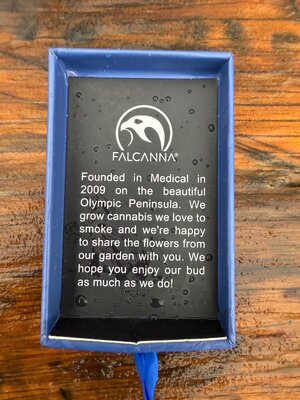 FALCANNA®
Founded in Medical in
2009 on the beautiful
Olympic Peninsula. We
grow cannabis we love to
smoke and we're happy
to share the flowers from
our garden with you. We
hope you enjoy our bud
as much as we do!